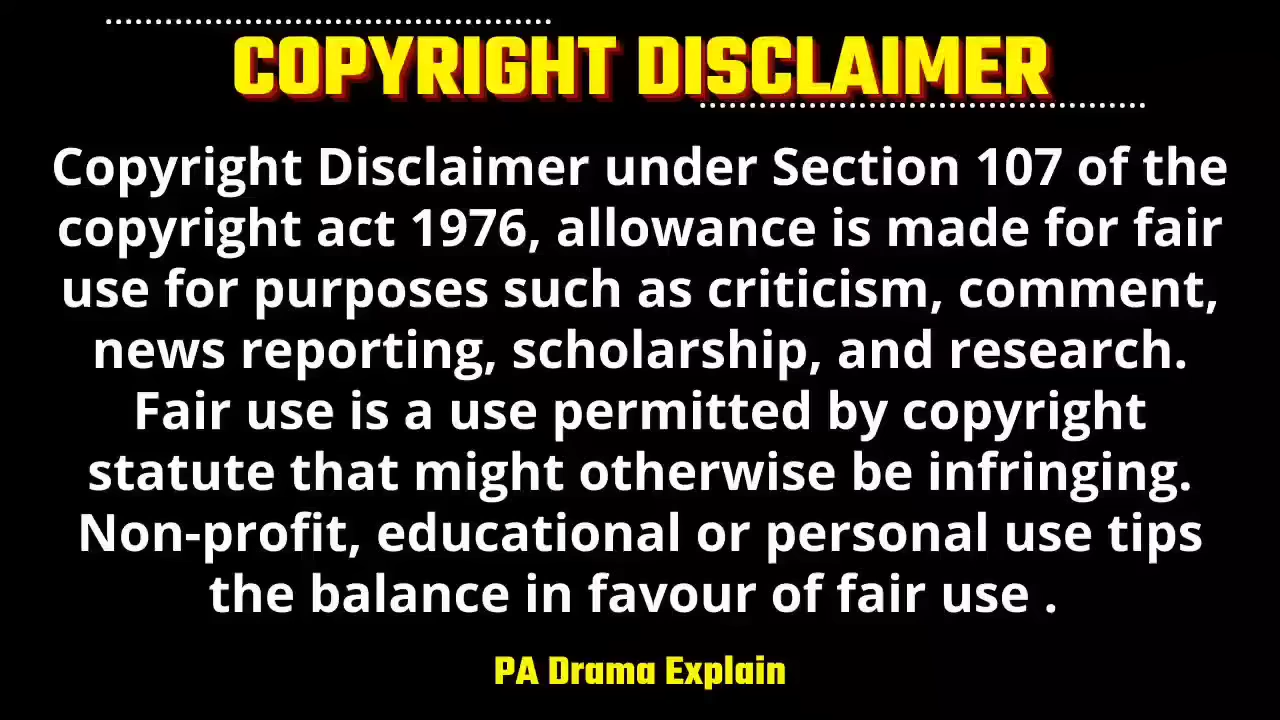 COPYRIGHT DISCLAIMER
Copyright Disclaimer under Section 107 of the
copyright act 1976, allowance is made for fair
use for purposes such as criticism, comment,
news reporting, scholarship, and research.
Fair use is a use permitted by copyright
statute that might otherwise be infringing.
Non-profit, educational or personal use tips
the balance in favour of fair use .
PA Drama Explain